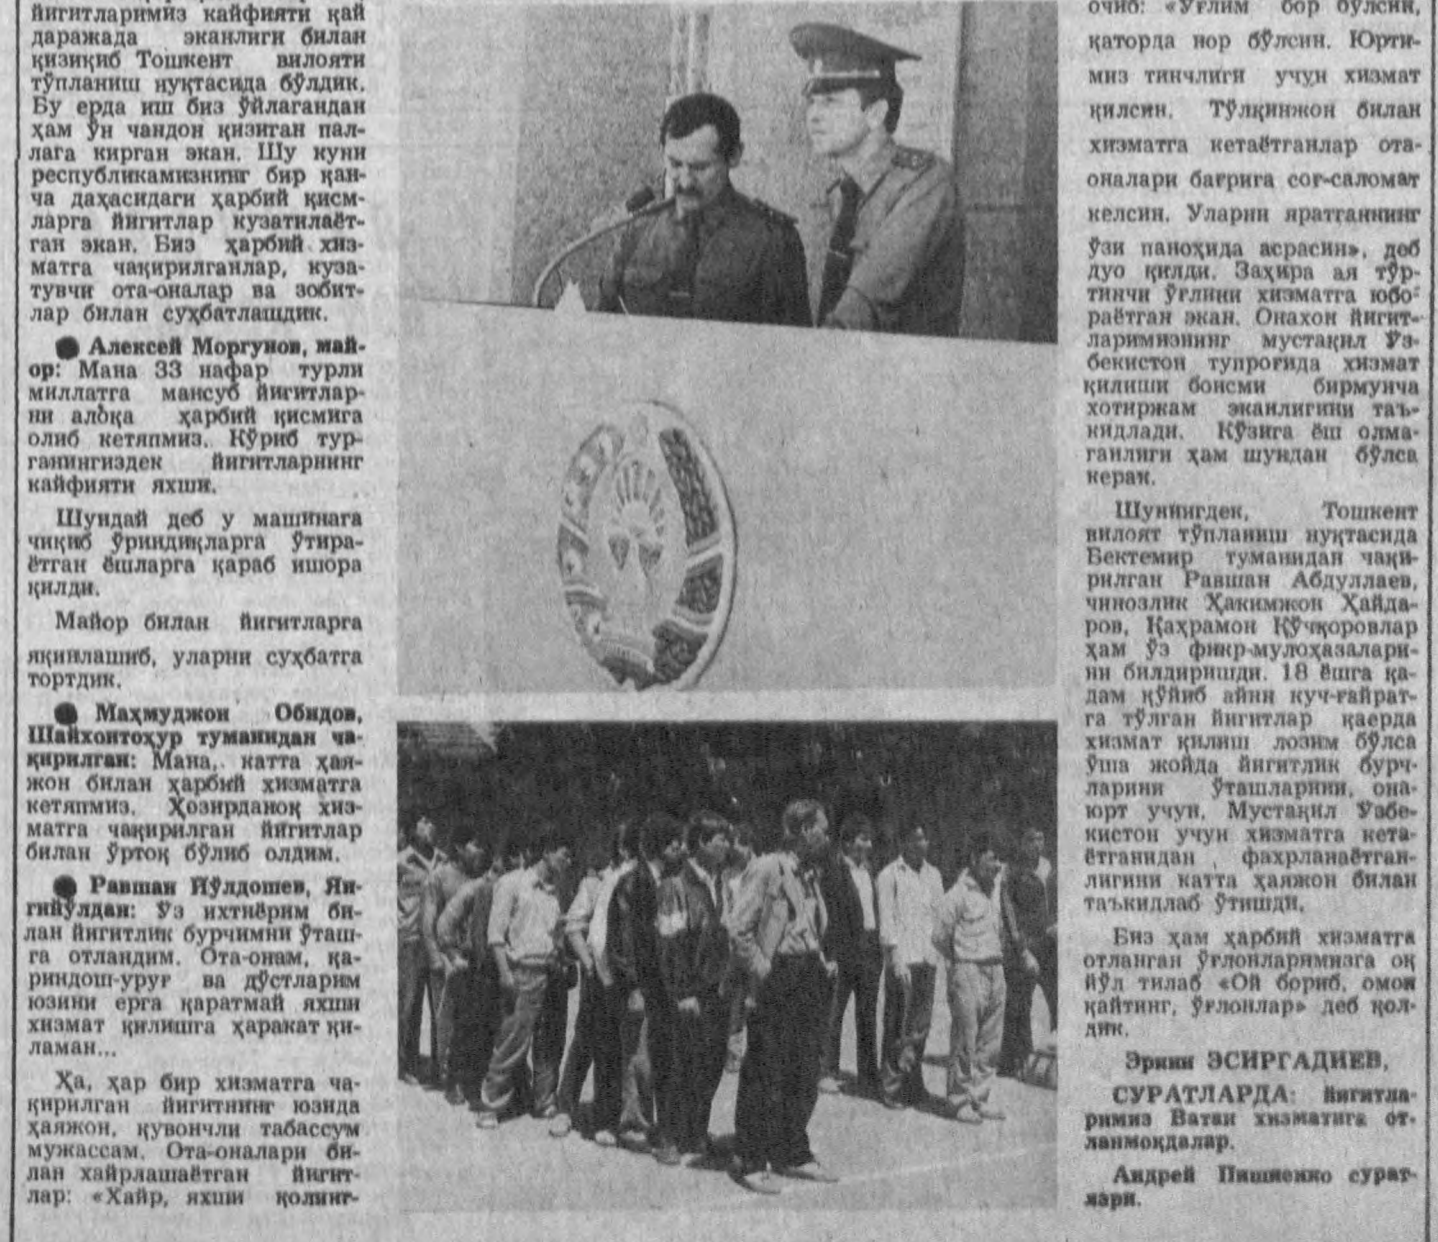 йигитларимиз кайфияти қай
даражада эканлиги билан
қизиқиб Тошкент вилояти
тўпланиш нуқтасида бўлдик.
Бу ерда иш биз ўйлагандан
ҳам ўн чандон қизиган пал-
лага кирган экан. Шу куни
республикамизнинг бир қан-
ча даҳасидаги ҳарбий қисм-
ларга йигитлар кузатилаёт-
ган экан. Биз ҳарбий хиз-
матга чақирилганлар, куза-
тувчи ота-оналар ва зобит-
лар билан суҳбатлашдик.
● Алексей Моргунов, май-
ор: Мана 33 нафар турли
миллатга мансуб йигитлар-
ни алоқа ҳарбий қисмига
олиб кетяпмиз. Кўриб тур-
ганингиздек йигитларнинг
кайфияти яхши.
Шундай деб у машинага
чиқиб ўриндиқларга ўтира-
ётган ёшларга қараб ишора
қилди.
Майор билан йигитларга
яқинлашиб, уларни суҳбатга
тортдик.
● Маҳмуджон Обидов,
Шайхонтоҳур туманидан ча-
қирилган: Мана, катта ҳая-
жон билан ҳарбий хизматга
кетяпмиз. Ҳозирданоқ хиз-
матга чақирилган йигитлар
билан ўртоқ бўлиб олдим.
● Равшан Йўлдошев, Ян-
гийўлдан: Ўз ихтиёрим би-
лан йигитлик бурчимни ўташ-
га отландим. Ота-онам, қа-
риндош-уруғ ва дўстларим
юзини ерга қаратмай яхши
хизмат қилишга ҳаракат қи-
ламан...
Ҳа, ҳар бир хизматга ча-
қирилган йигитнинг юзида
ҳаяжон, қувончли табассум
мужассам. Ота-оналари би-
лан хайрлашаётган йигит-
лар: «Хайр, яхши қолинг-
очиб: «Ўғлим бор бўлсин,
қаторда нор бўлсин. Юрти-
миз тинчлиги учун хизмат
қилсин. Тўлқинжон билан
хизматга кетаётганлар ота-
оналари бағрига соғ-саломат
келсин. Уларни яратганнинг
ўзи паноҳида асрасин», деб
дуо қилди. Заҳира ая тўр-
тинчи ўғлини хизматга юбо-
раётган экан. Онахон йигит-
ларимизнинг мустақил Ўз-
бекистон тупроғида хизмат
қилиши боисми бирмунча
хотиржам эканлигини таъ-
кидлади. Кўзига ёш олма-
ганлиги ҳам шундан бўлса
керак.
Шунингдек, Тошкент
вилоят тўпланиш нуқтасида
Бектемир туманидан чақи-
рилган Равшан Абдуллаев,
чинозлик Ҳакимжон Ҳайда-
ров, Қаҳрамон Қўчқоровлар
ҳам ўз фикр-мулоҳазалари-
ни билдиришди. 18 ёшга қа-
дам қўйиб айни куч-ғайрат-
га тўлган йигитлар қаерда
хизмат қилиш лозим бўлса
ўша жойда йигитлик бурч-
ларини ўташларини, она-
юрт учун, Мустақил Ўзбе-
кистон учун хизматга кета-
ётганидан фахрланаётган-
лигини катта ҳаяжон билан
таъкидлаб ўтишди.
Биз ҳам ҳарбий хизматга
отланган ўғлонларимизга оқ
йўл тилаб «Ой бориб, омон
қайтинг, ўғлонлар» деб қол-
дик.
Эркин ЭСИРГАДИЕВ,
СУРАТЛАРДА: йигитла-
римиз Ватан хизматига от-
ланмоқдалар.
Андрей сурат-
лари.